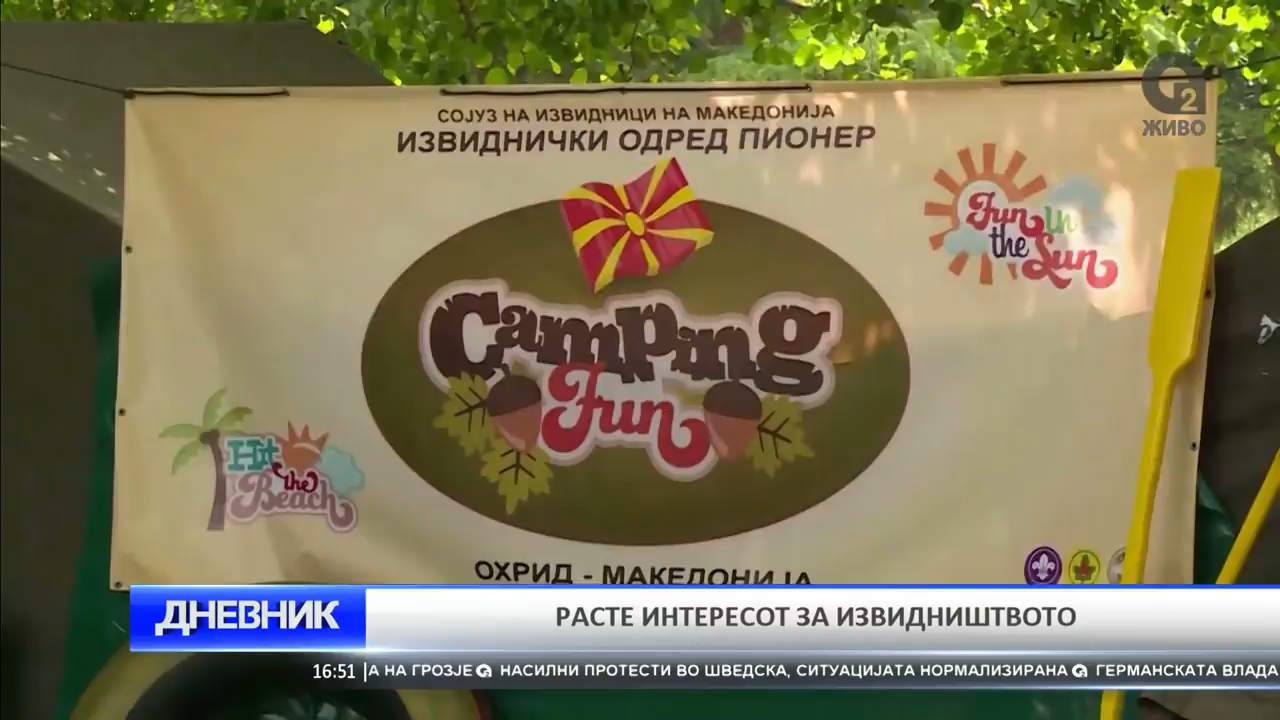 СОЈУЗ НА ИЗВИДНИЦИ НА МАКЕДОНИЈА
ИЗВИДНИЧКИ ОДРЕД ПИОНЕР
2
ЖИВО
Fun in
the Sun
Camping
Fun
Hit
the
Beach
ОХРИД - МАКЕДОНИЈА
ДНЕВНИК
РАСТЕ ИНТЕРЕСОТ ЗА ИЗВИДНИШТВОТО
16:51 А НА ГРОЗЈЕ НАСИЛНИ ПРОТЕСТИ ВО ШВЕДСКА, СИТУАЦИЈАТА НОРМАЛИЗИРАНА ГЕРМАНСКАТА ВЛАДА